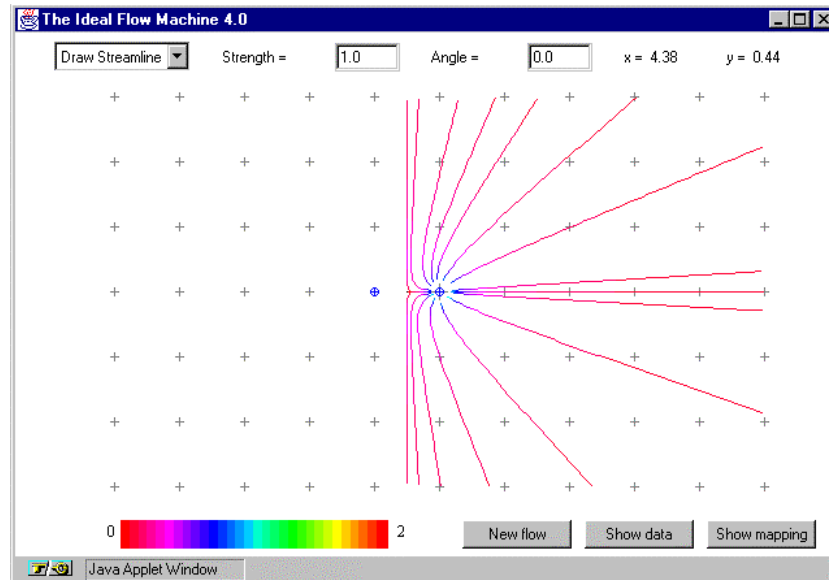 The Ideal Flow Machine 4.0
Draw Streamline Strength = 1.0 Angle = 0.0 x = 4.38 y = 0.44
0 2 New flow Show data Show mapping
Java Applet Window